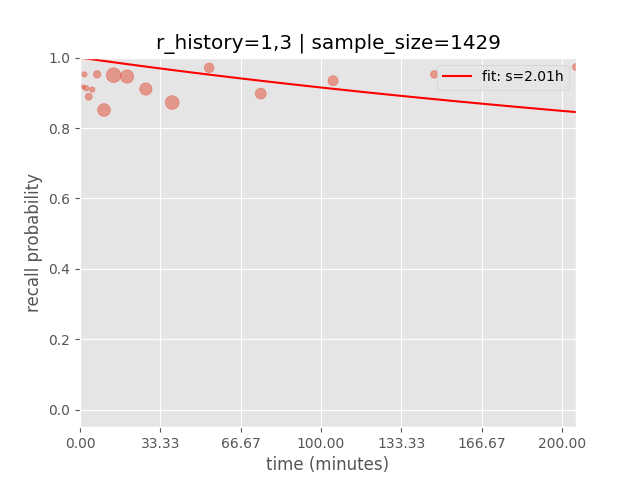 r_history=1,3 | sample_size=1429
fit: s=2.01h
recall probability
1.0
0.8
0.6
0.4
0.2
0.0
0.00 33.33 66.67 100.00 133.33 166.67 200.00
time (minutes)